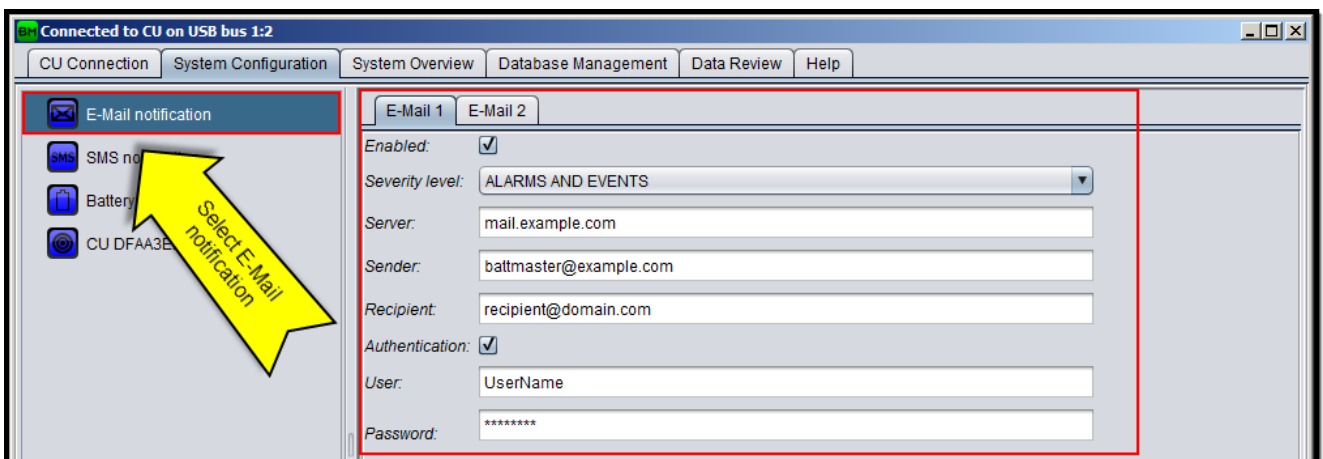 BM Connected to CU on USB bus 1:2
CU Connection System Configuration System Overview Database Management Data Review Help
E-Mail notification
SMS
Battery
CU DFAA3
Select E-Mail
notification
E-Mail 1 E-Mail 2
Enabled:
Severity level: ALARMS AND EVENTS
Server: mail.example.com
Sender: battmaster@example.com
Recipient: recipient@domain.com
Authentication:
User: UserName
Password: ********